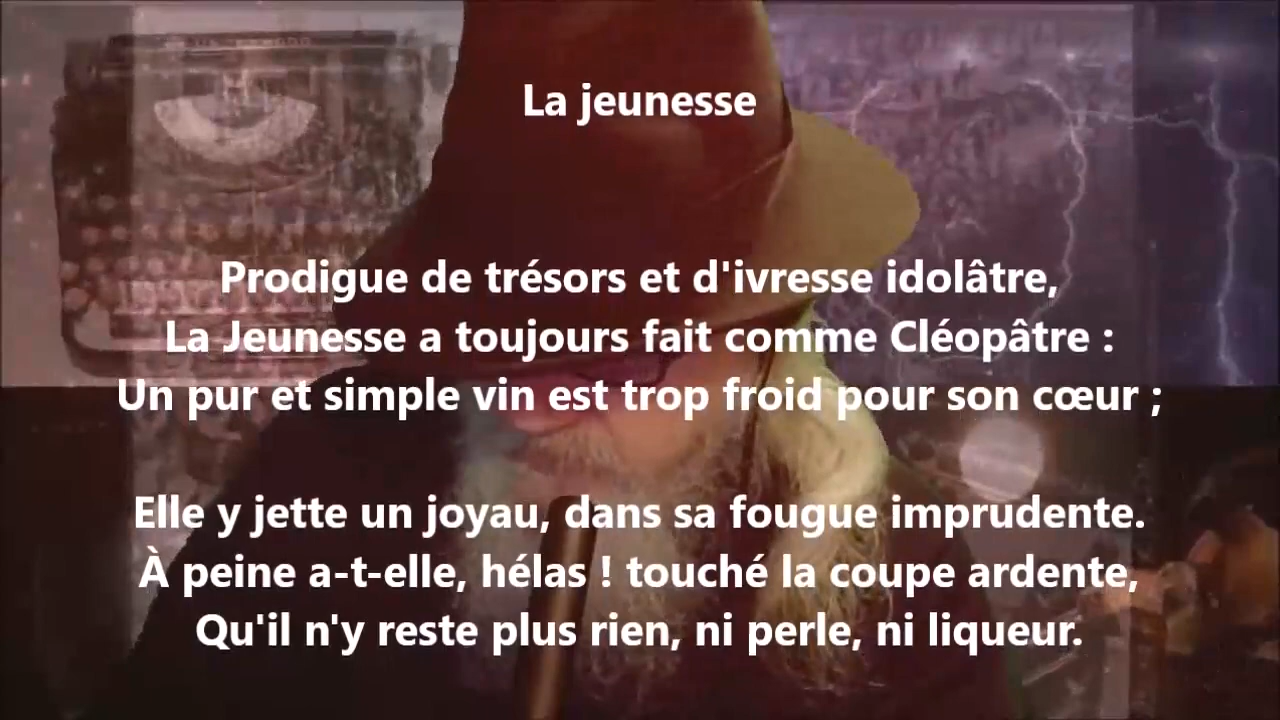 La jeunesse
Prodigue de trésors et d'ivresse idolâtre,
La Jeunesse a toujours fait comme Cléopâtre :
Un pur et simple vin est trop froid pour son cœur ;
Elle y jette un joyau, dans sa fougue imprudente.
À peine a-t-elle, hélas ! touché la coupe ardente,
Qu'il n'y reste plus rien, ni perle, ni liqueur.